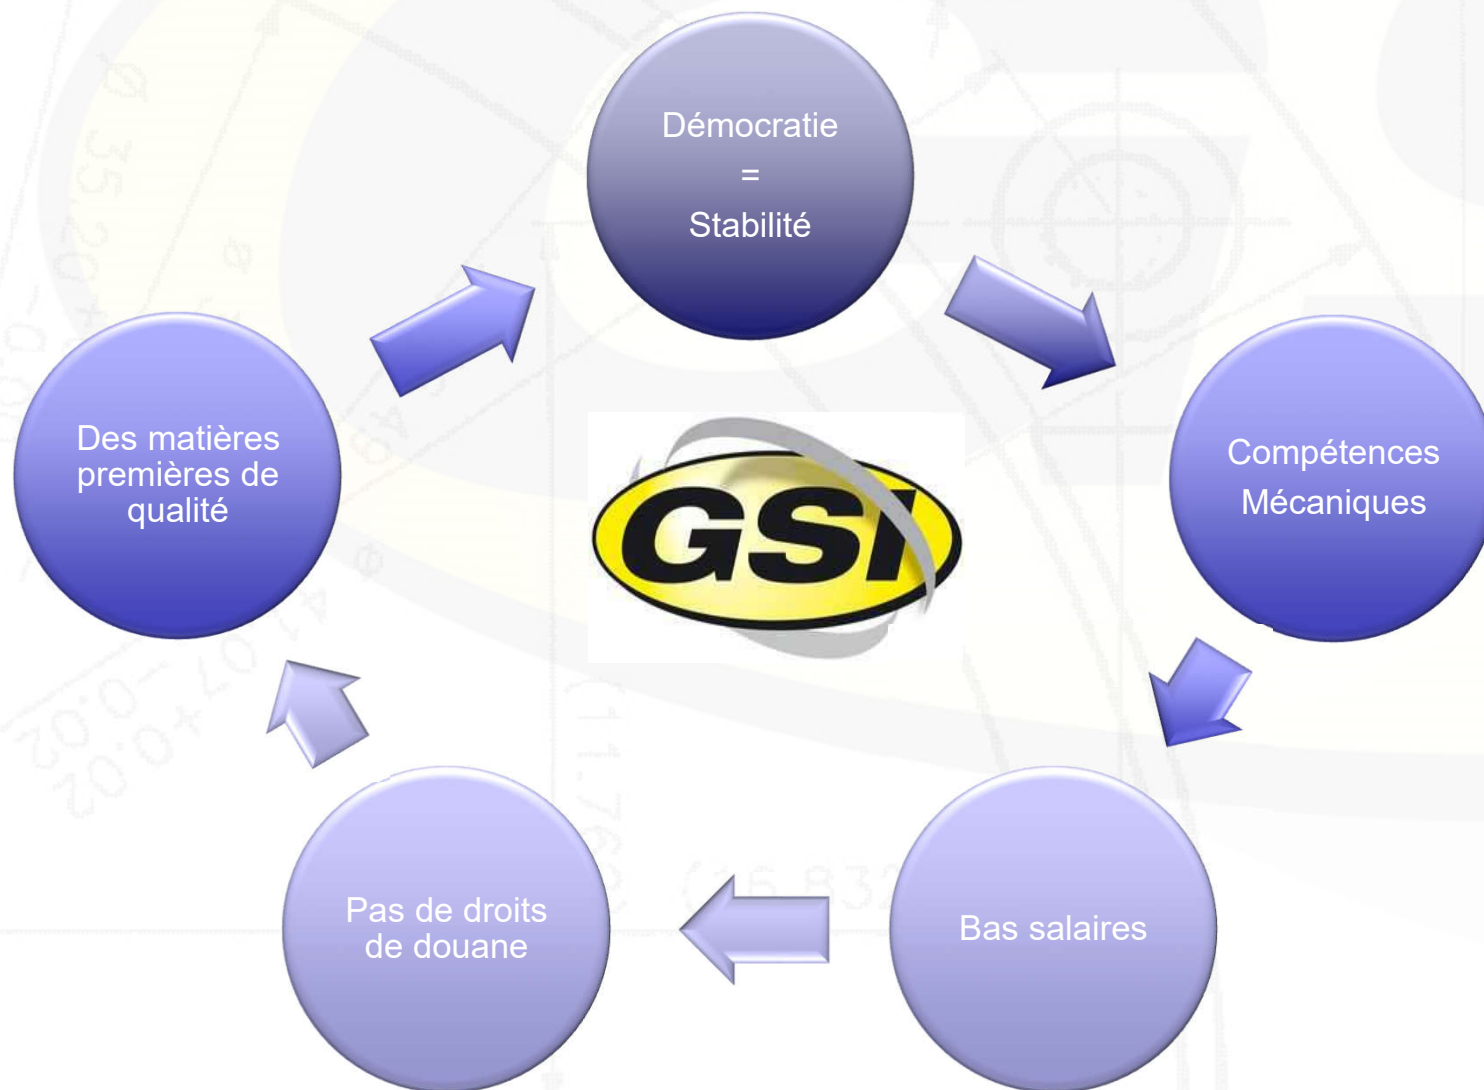 Démocratie
=
Stabilité
Compétences
Mécaniques
Bas salaires
Pas de droits
de douane
Des matières
premières de
qualité
GSI